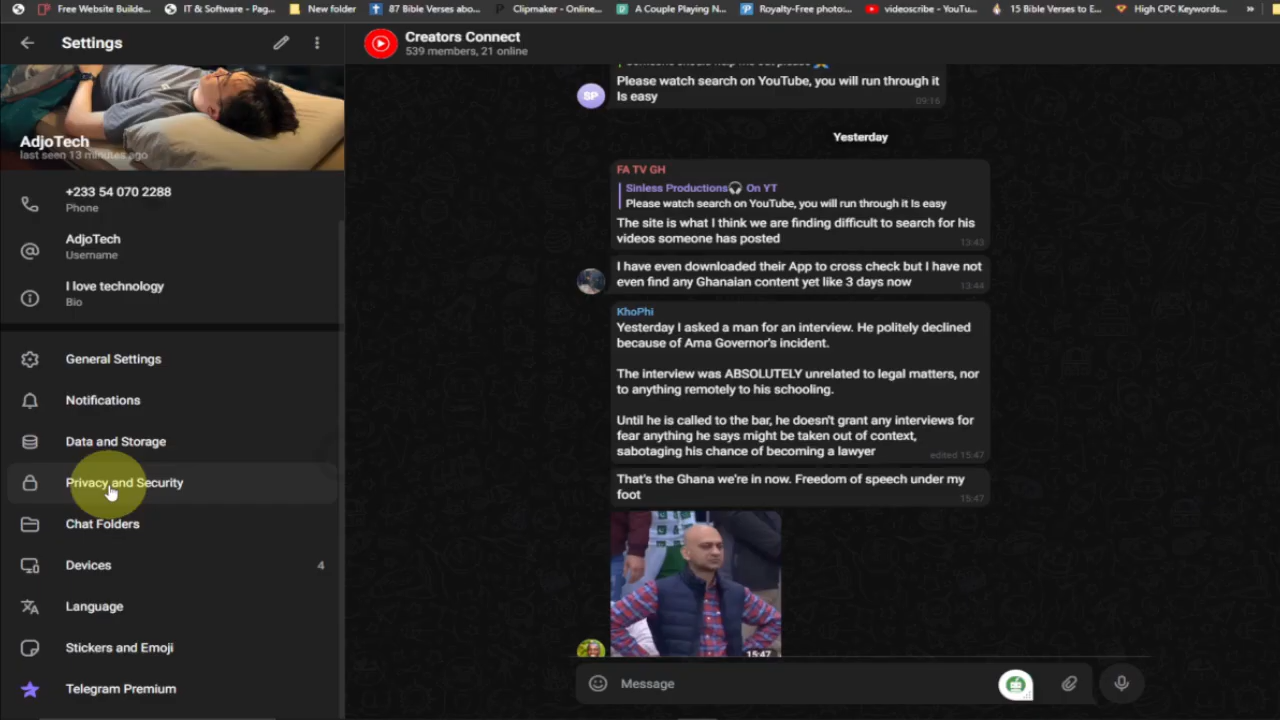 Free Website Builde...
IT & Software - Pag...
New folder
87 Bible Verses abo...
Clipmaker - Online...
A Couple Playing N...
Royalty-Free photo:...
videoscribe - YouTu...
15 Bible Verses to E...
High CPC Keywords...
Settings
AdjoTech
last seen 13 minutes ago
+233 54 070 2288
Phone
AdjoTech
Username
I love technology
Bio
General Settings
Notifications
Data and Storage
Privacy and Security
Chat Folders
Devices
4
Language
Stickers and Emoji
Telegram Premium
Creators Connect
539 members, 21 online
Please watch search on YouTube, you will run through it
Is easy
09:16
SP
Yesterday
FA TV GH
Sinless Productions🎧 On YT
Please watch search on YouTube, you will run through it Is easy
The site is what I think we are finding difficult to search for his
videos someone has posted
13:43
I have even downloaded their App to cross check but I have not
even find any Ghanaian content yet like 3 days now
13:44
KhoPhi
Yesterday I asked a man for an interview. He politely declined
because of Ama Governor's incident.
The interview was ABSOLUTELY unrelated to legal matters, nor
to anything remotely to his schooling.
Until he is called to the bar, he doesn't grant any interviews for
fear anything he says might be taken out of context,
sabotaging his chance of becoming a lawyer
edited 15:47
That's the Ghana we're in now. Freedom of speech under my
foot
15:47
15:47
Message